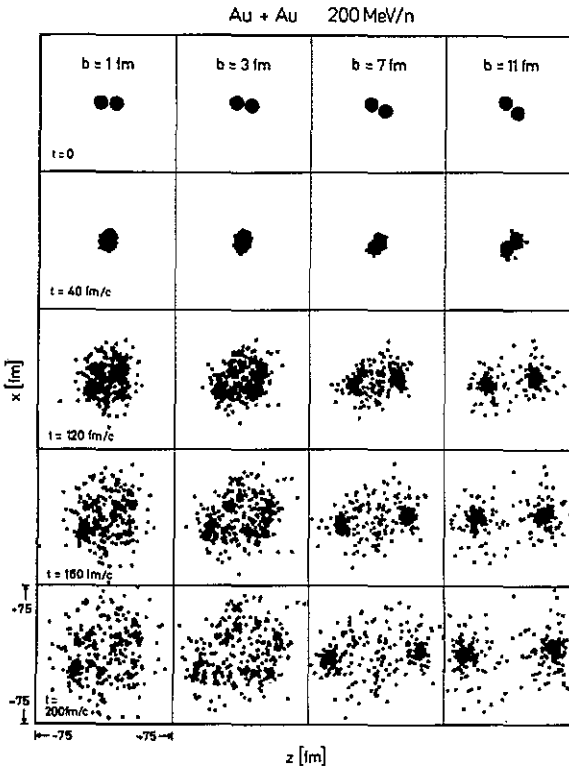 Au + Au 200 MeV/n
b = 1 fm b = 3 fm b = 7 fm b = 11 fm
t = 0
t = 40 fm/c
x [fm]
t = 120 fm/c
t = 160 fm/c
+75
-75
t =
200fm/c
-75 +75
z [fm]